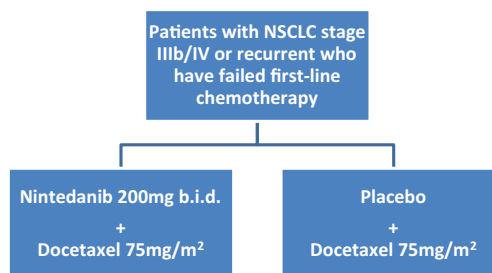 Patients with NSCLC stage
IIIb/IV or recurrent who
have failed first-line
chemotherapy
Nintedanib 200mg b.i.d.
+
Docetaxel 75mg/m²
Placebo
+
Docetaxel 75mg/m²